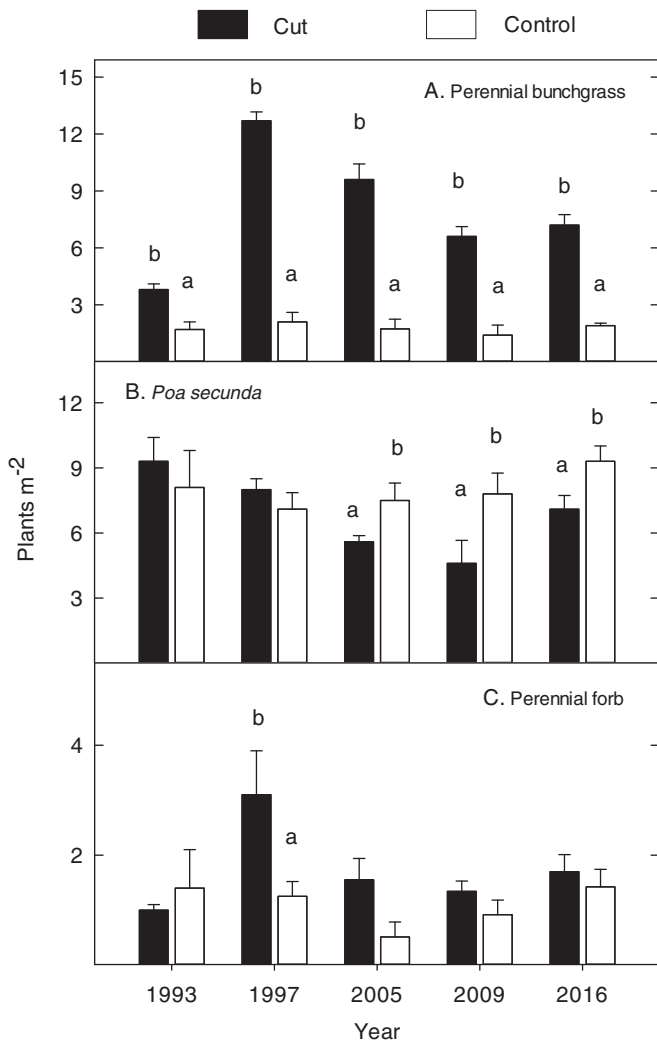 Cut Control
15
A. Perennial bunchgrass
b
12
b
9
b
b
6
b
a
a
a
a
a
3
B. Poa secunda
12
b
b
b
9
a
a
a
6
Plants m-2
3
C. Perennial forb
b
4
a
2
1993 1997 2005 2009 2016
Year